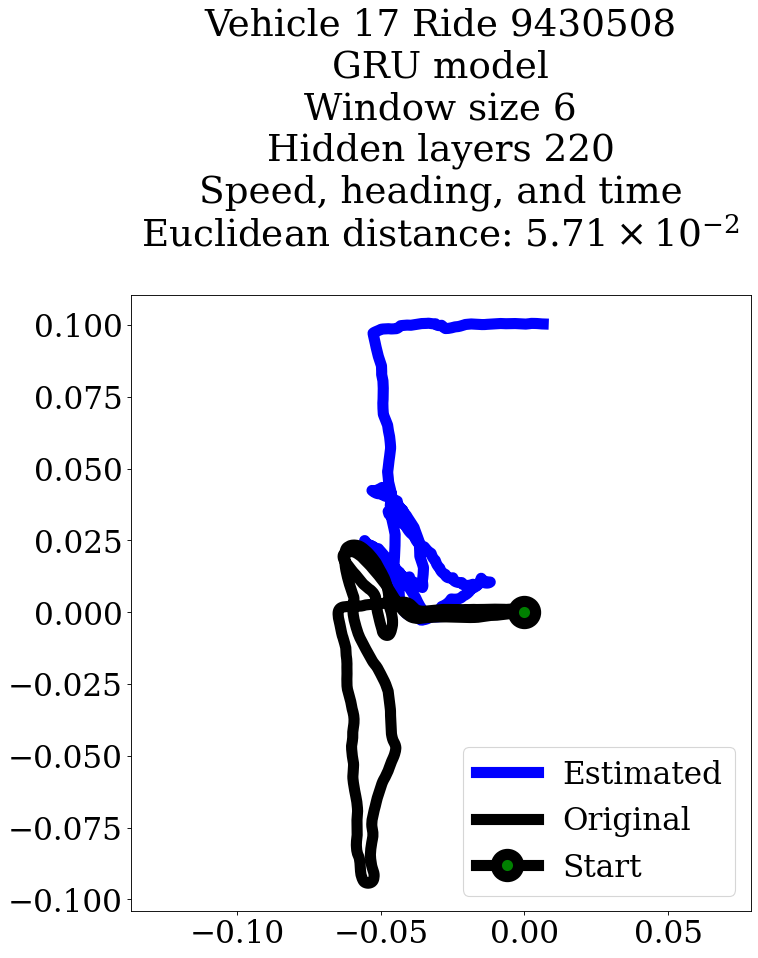 Vehicle 17 Ride 9430508
GRU model
Window size 6
Hidden layers 220
Speed, heading, and time
Euclidean distance: 5.71 × 10⁻²
0.100
0.075
0.050
0.025
0.000
−0.025
−0.050
−0.075
−0.100
Estimated
Original
Start
−0.10 −0.05 0.00 0.05